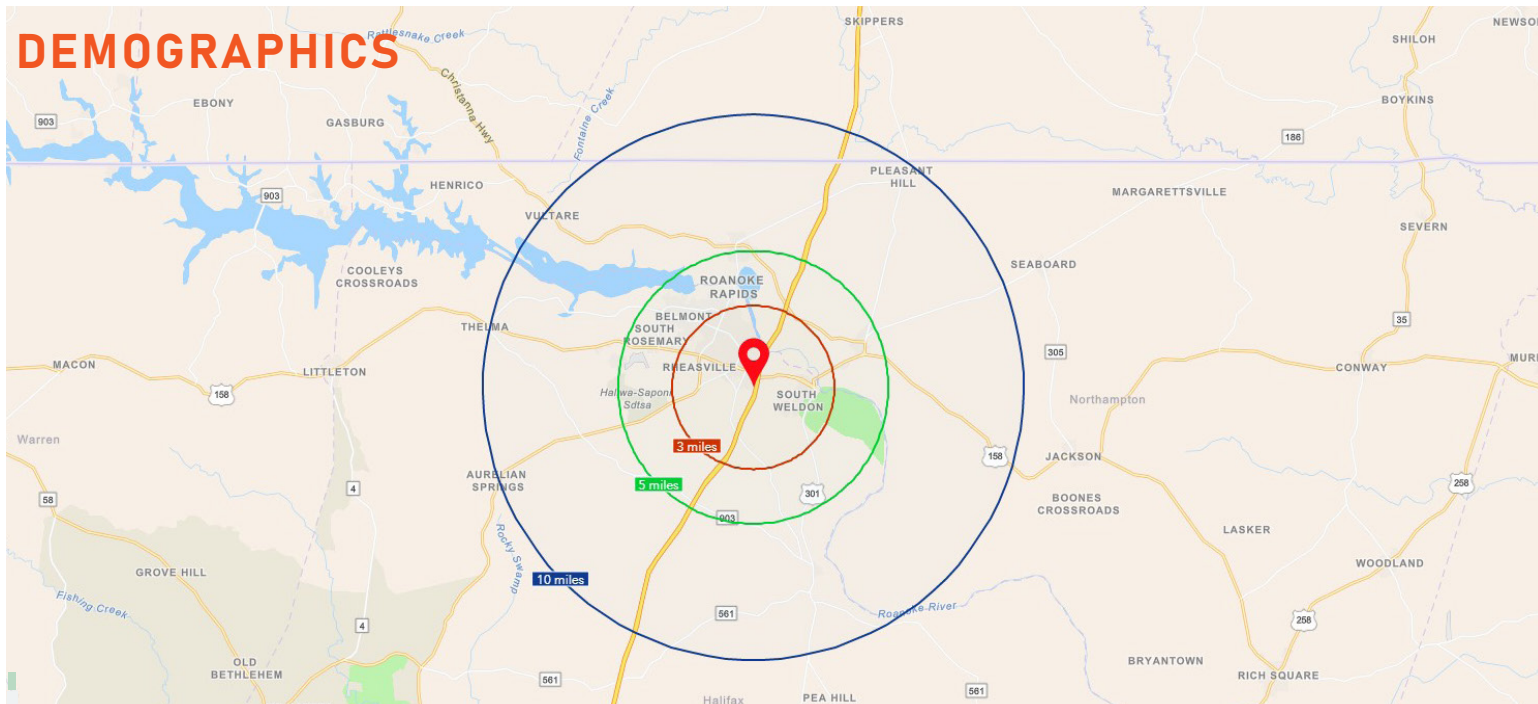 DEMOGRAPHICS
SKIPPERS
NEWSO
Rattlesnake Creek
SHILOH
Christanna Hwy
EBONY
BOYKINS
903
GASBURG
Fontaine Creek
186
PLEASANT
HILL
HENRICO
903
MARGARETTSVILLE
VULTARE
SEVERN
COOLEYS
CROSSROADS
SEABOARD
ROANOKE
RAPIDS
BELMONT
35
THELMA
SOUTH
ROSEMARY
305
MACON
LITTLETON
RHEASVILLE
CONWAY
MUR
158
Haliwa-Saponi
Sdtsa
SOUTH
WELDON
Northampton
Warren
3 miles
158
JACKSON
AURELIAN
SPRINGS
5 miles
258
4
58
301
BOONES
CROSSROADS
903
LASKER
Rocky Swamp
WOODLAND
GROVE HILL
10 miles
Fishing Creek
561
Roanoke River
258
4
OLD
BETHLEHEM
BRYANTOWN
RICH SQUARE
561
561
Halifax
PEA HILL